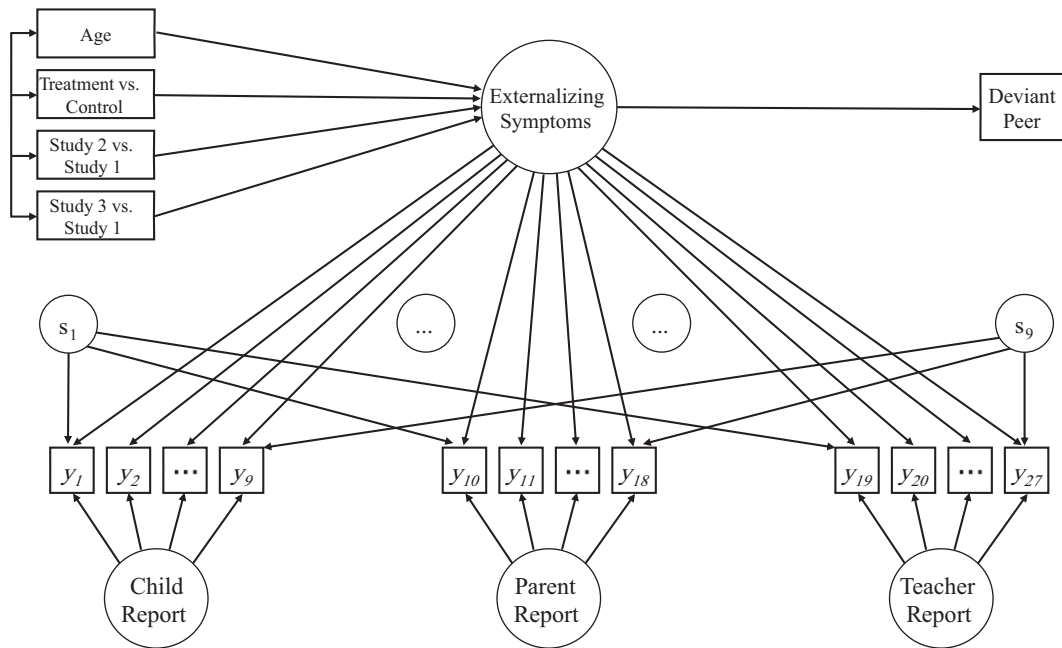 Age
Treatment vs.
Control
Study 2 vs.
Study 1
Study 3 vs.
Study 1
Externalizing
Symptoms
Deviant
Peer
s1
...
...
s9
y1
y2
...
y9
y10
y11
...
y18
y19
y20
...
y27
Child
Report
Parent
Report
Teacher
Report